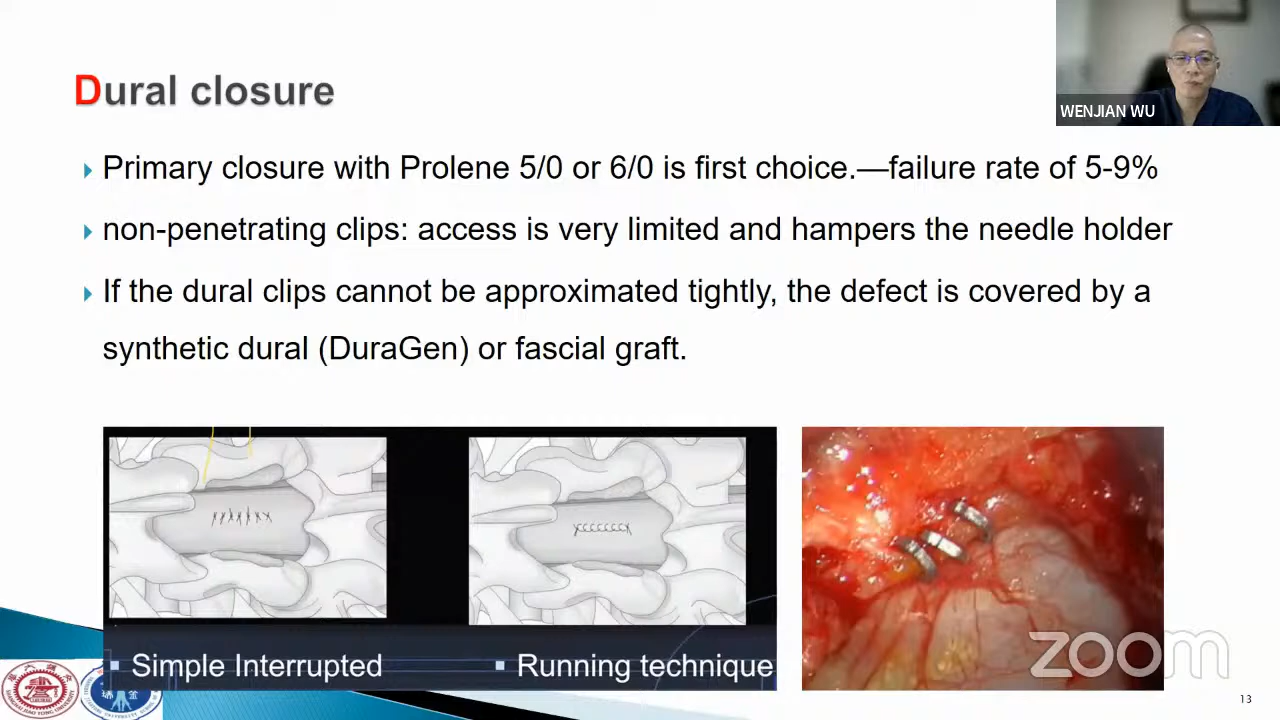 WENJIAN WU
Dural closure
Primary closure with Prolene 5/0 or 6/0 is first choice.—failure rate of 5-9%
non-penetrating clips: access is very limited and hampers the needle holder
If the dural clips cannot be approximated tightly, the defect is covered by a
synthetic dural (DuraGen) or fascial graft.
Simple Interrupted
Running technique
zoom
13